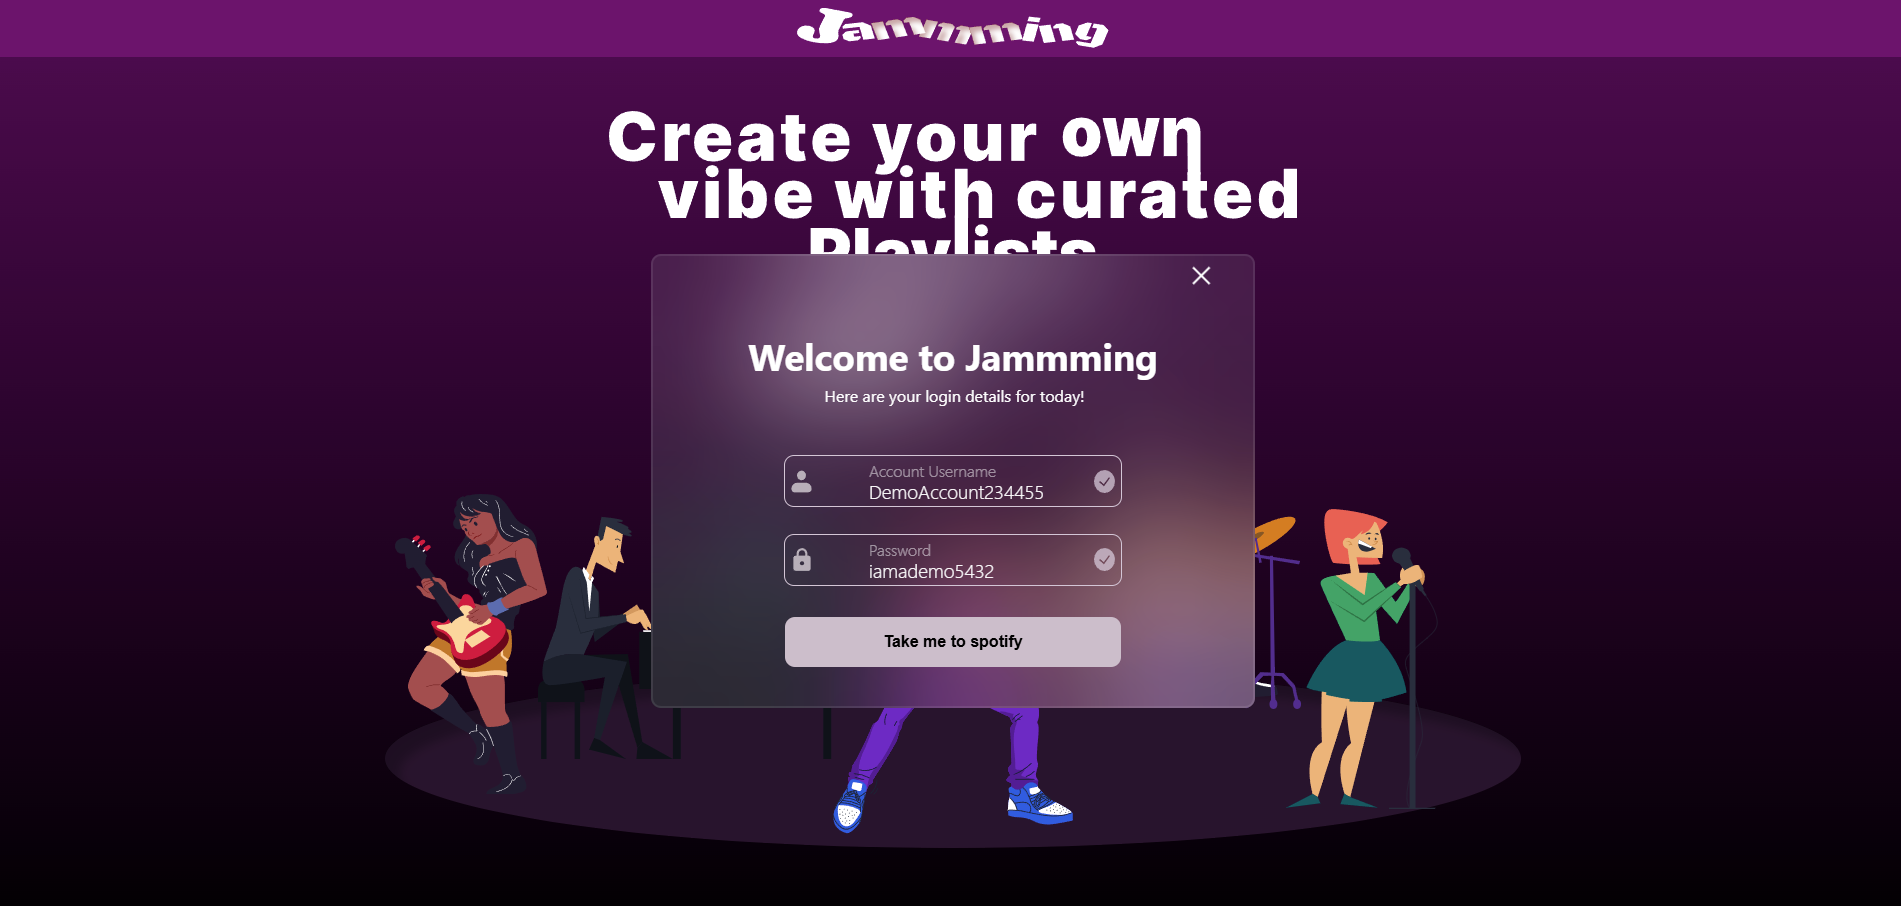 Jammming
Create your own
vibe with curated
Playlists
Welcome to Jammming
Here are your login details for today!
Account Username
DemoAccount234455
Password
iamademo5432
Take me to spotify